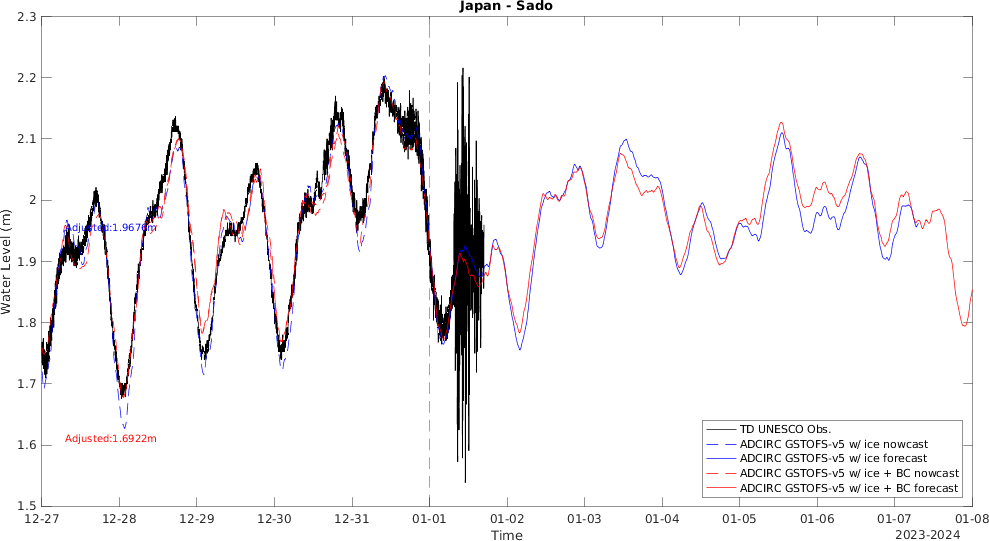 Japan - Sado
2.3
2.2
2.1
2
1.9
1.8
1.7
1.6
1.5
Water Level (m)
Adjusted:1.9676m
Adjusted:1.6922m
TD UNESCO Obs.
ADCIRC GSTOFS-v5 w/ ice nowcast
ADCIRC GSTOFS-v5 w/ ice forecast
ADCIRC GSTOFS-v5 w/ ice + BC nowcast
ADCIRC GSTOFS-v5 w/ ice + BC forecast
12-27 12-28 12-29 12-30 12-31 01-01 01-02 01-03 01-04 01-05 01-06 01-07 01-08
Time
2023-2024